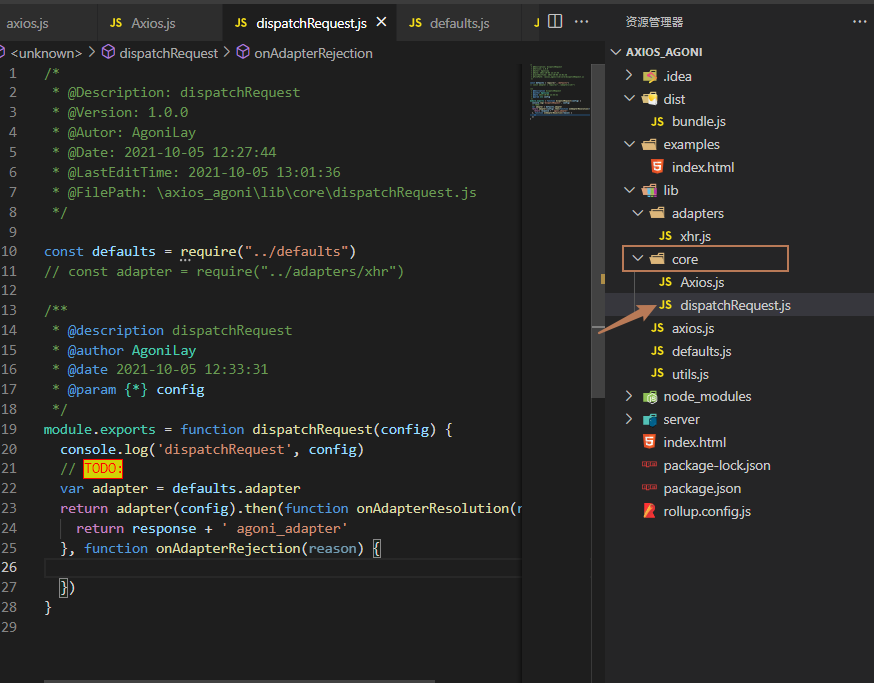 axios.js
JS Axios.js
JS dispatchRequest.js
JS defaults.js
<unknown> > dispatchRequest > onAdapterRejection
1 /*
2 * @Description: dispatchRequest
3 * @Version: 1.0.0
4 * @Autor: AgoniLay
5 * @Date: 2021-10-05 12:27:44
6 * @LastEditTime: 2021-10-05 13:01:36
7 * @FilePath: \axios_agoni\lib\core\dispatchRequest.js
8 */
9
10 const defaults = require("../defaults")
11 // const adapter = require("../adapters/xhr")
12
13 /**
14 * @description dispatchRequest
15 * @author AgoniLay
16 * @date 2021-10-05 12:33:31
17 * @param {*} config
18 */
19 module.exports = function dispatchRequest(config) {
20 console.log('dispatchRequest', config)
21 // TODO:
22 var adapter = defaults.adapter
23 return adapter(config).then(function onAdapterResolution(r
24 return response + ' agoni_adapter'
25 }, function onAdapterRejection(reason) {
26
27 })
28 }
29
资源管理器
AXIOS_AGONI
.idea
dist
JS bundle.js
examples
index.html
lib
adapters
JS xhr.js
core
JS Axios.js
JS dispatchRequest.js
JS axios.js
JS defaults.js
JS utils.js
node_modules
server
index.html
package-lock.json
package.json
rollup.config.js